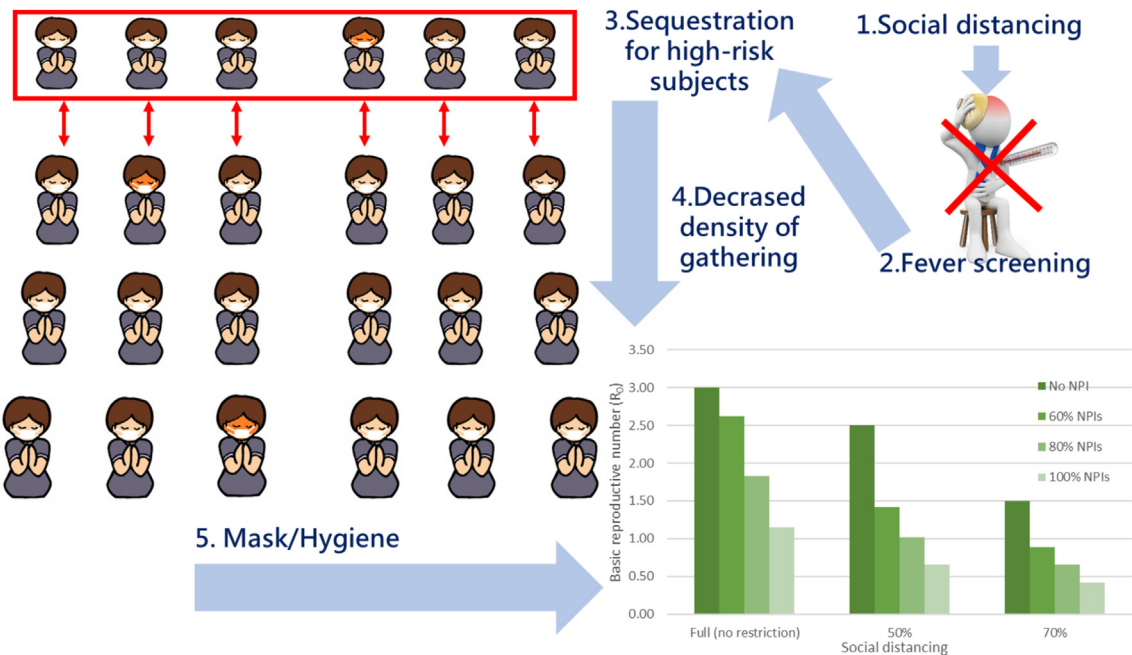 3.Sequestration
for high-risk
subjects
1.Social distancing
4.Decrased
density of
gathering
2.Fever screening
5. Mask/Hygiene
Basic reproductive number (R0)
3.50
3.00
2.50
2.00
1.50
1.00
0.50
0.00
No NPI
60% NPIs
80% NPIs
100% NPIs
Full (no restriction)
50%
70%
Social distancing